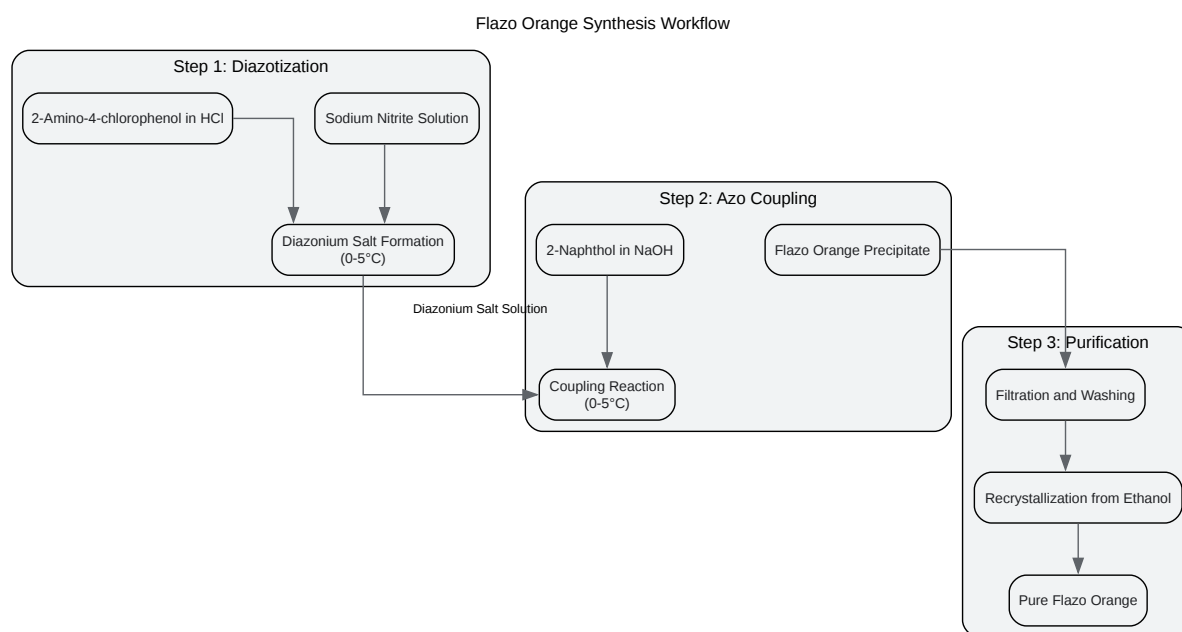 Flazo Orange Synthesis Workflow
Step 1: Diazotization
2-Amino-4-chlorophenol in HCl
Sodium Nitrite Solution
Diazonium Salt Formation
(0-5°C)
Diazonium Salt Solution
Step 2: Azo Coupling
2-Naphthol in NaOH
Flazo Orange Precipitate
Coupling Reaction
(0-5°C)
Step 3: Purification
Filtration and Washing
Recrystallization from Ethanol
Pure Flazo Orange